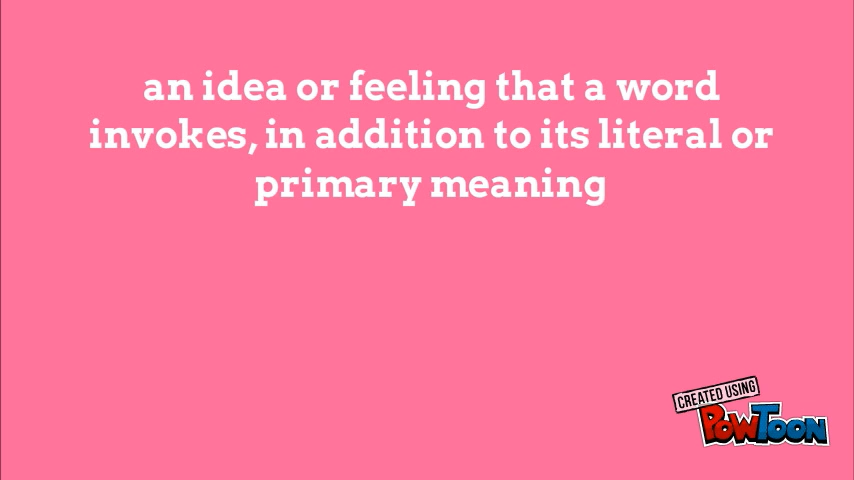 an idea or feeling that a word
invokes, in addition to its literal or
primary meaning
CREATED USING
POWTOON